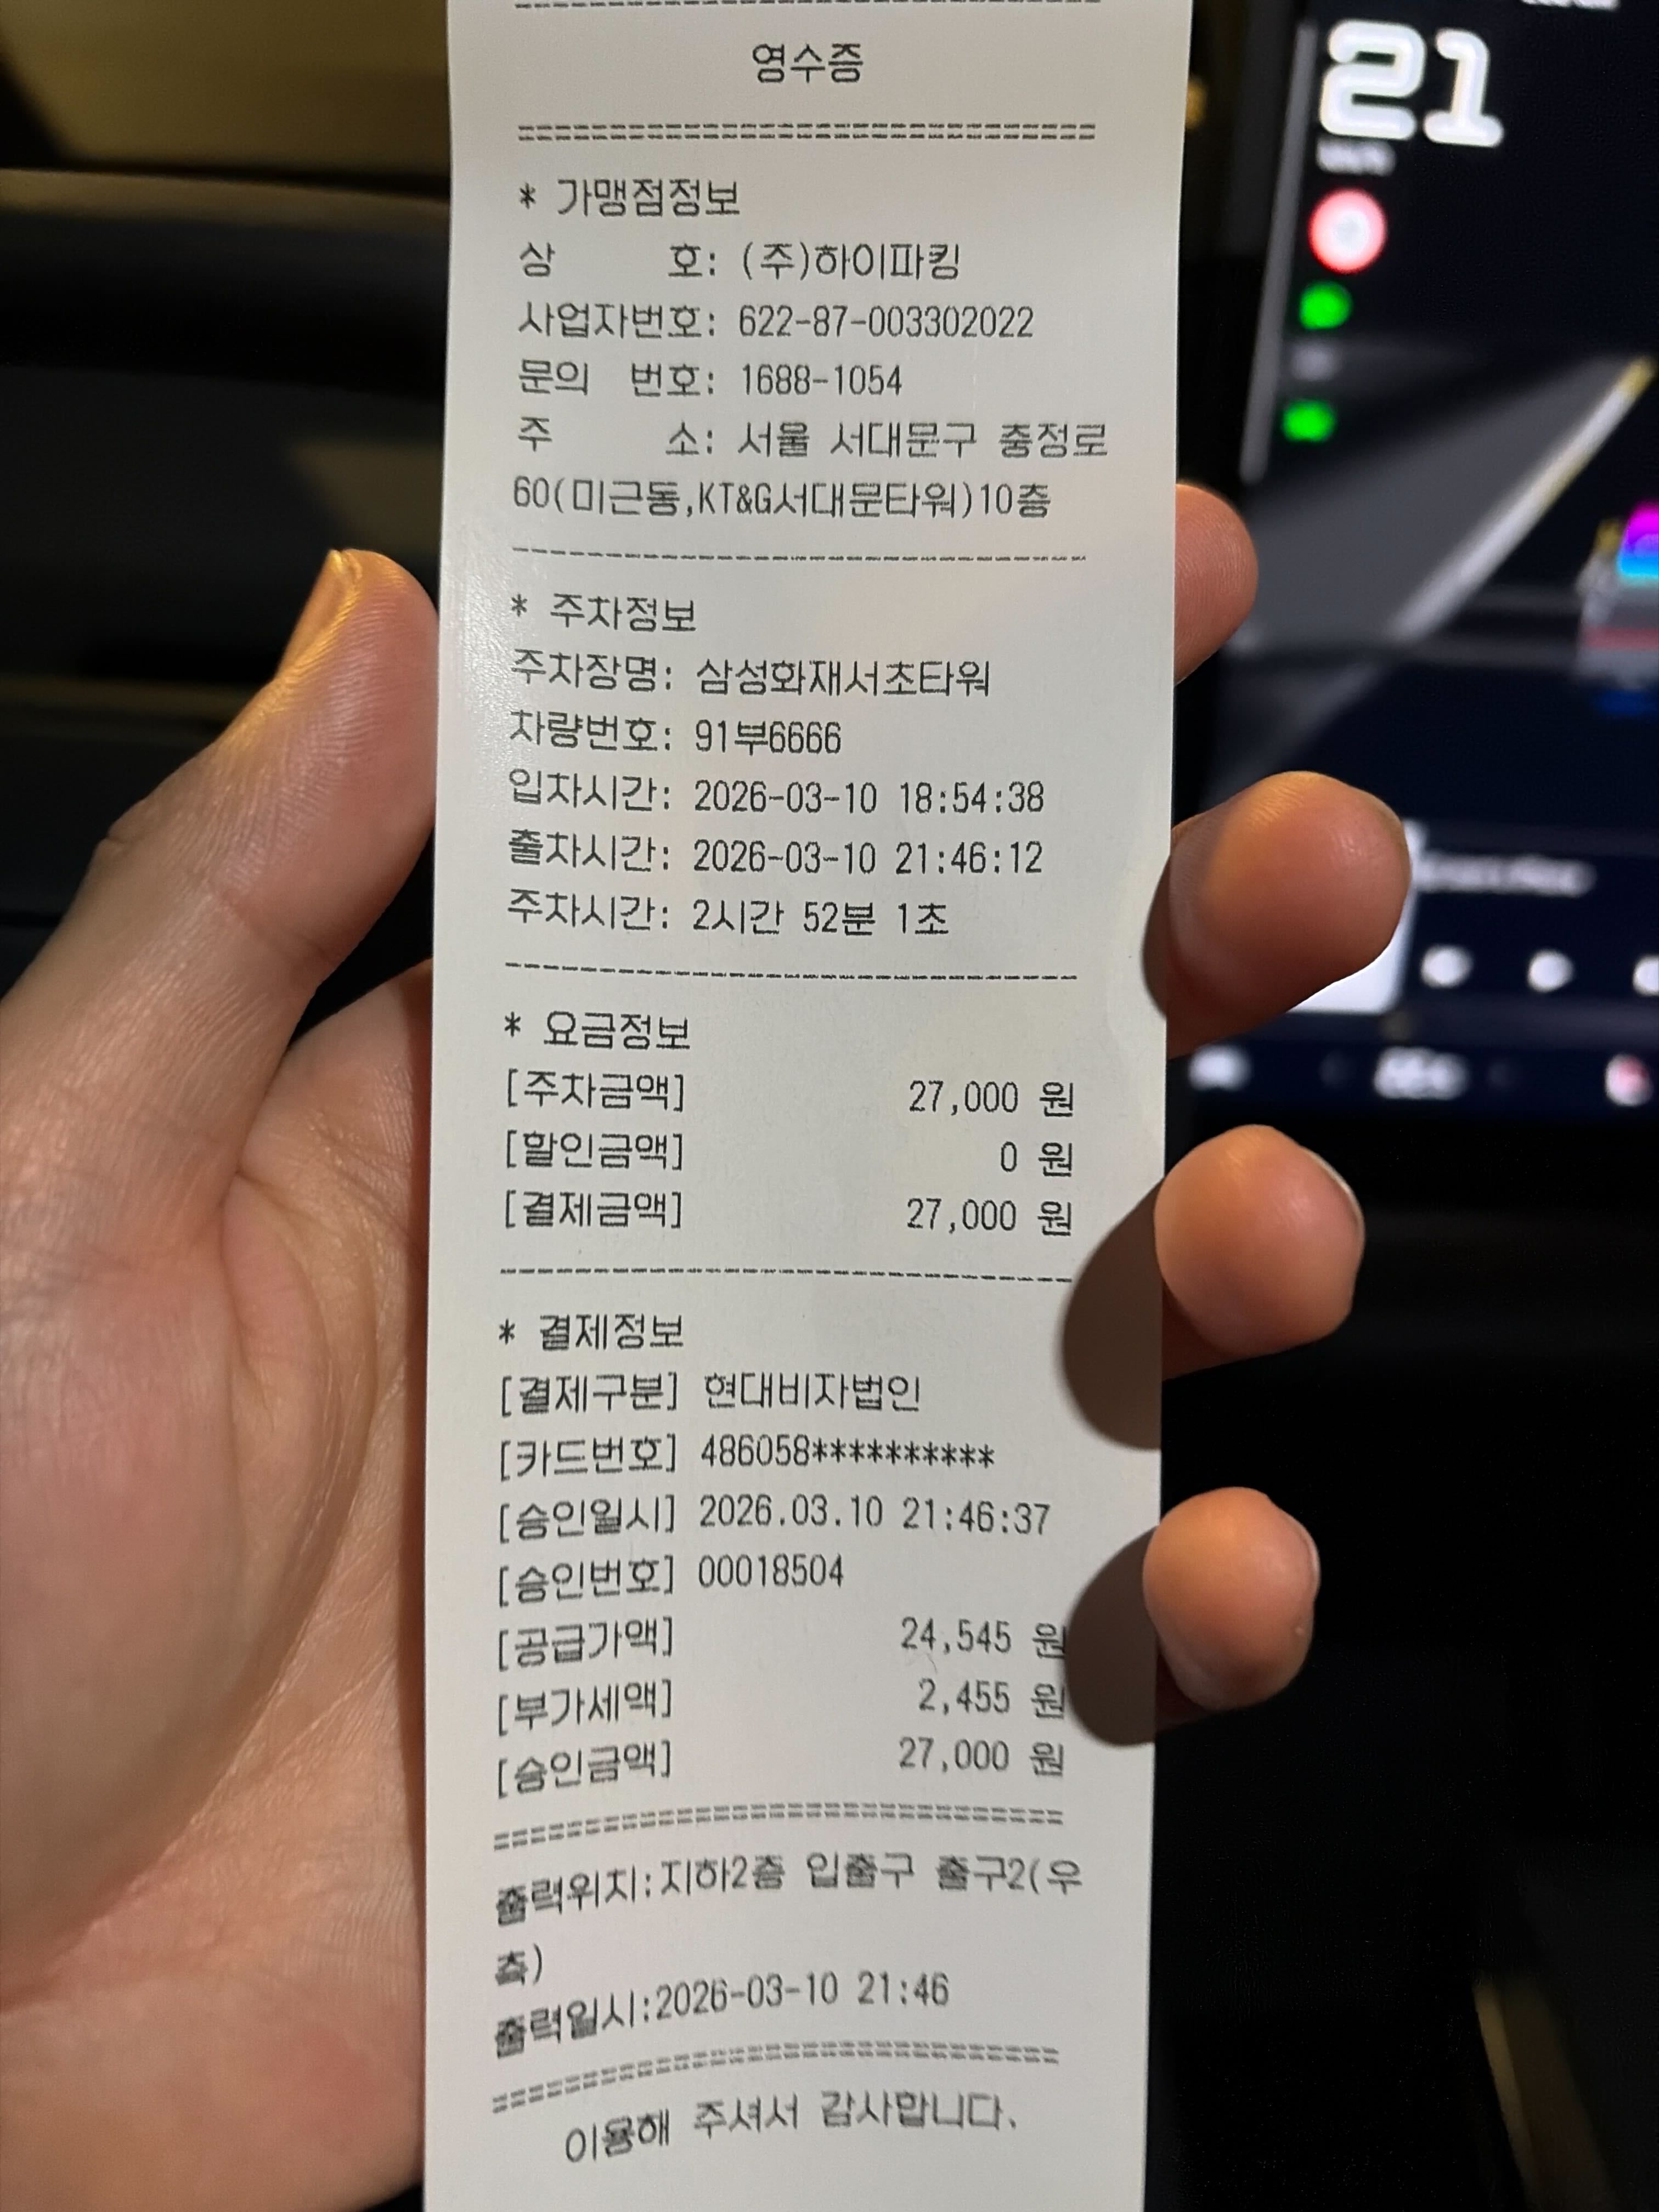 영수증
================================
* 가맹점정보
상 호: (주)하이파킹
사업자번호: 622-87-003302022
문의 번호: 1688-1054
주 소: 서울 서대문구 충정로
60(미근동,KT&G서대문타워)10층
--------------------------------
* 주차정보
주차장명: 삼성화재서초타워
차량번호: 91부6666
입차시간: 2026-03-10 18:54:38
출차시간: 2026-03-10 21:46:12
주차시간: 2시간 52분 1초
--------------------------------
* 요금정보
[주차금액] 27,000 원
[할인금액] 0 원
[결제금액] 27,000 원
--------------------------------
* 결제정보
[결제구분] 현대비자법인
[카드번호] 486058**********
[승인일시] 2026.03.10 21:46:37
[승인번호] 00018504
[공급가액] 24,545 원
[부가세액] 2,455 원
[승인금액] 27,000 원
================================
출력위치:지하2층 입출구 출구2(우
측)
출력일시:2026-03-10 21:46
================================
이용해 주셔서 감사합니다.
21